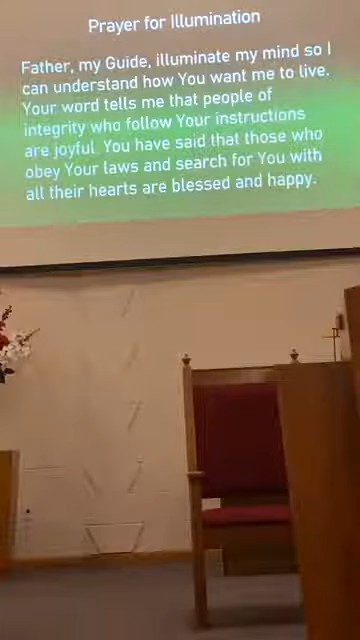 Prayer for Illumination
Father, my Guide, illuminate my mind so I
can understand how You want me to live.
Your word tells me that people of
integrity who follow Your instructions
are joyful. You have said that those who
obey Your laws and search for You with
all their hearts are blessed and happy.